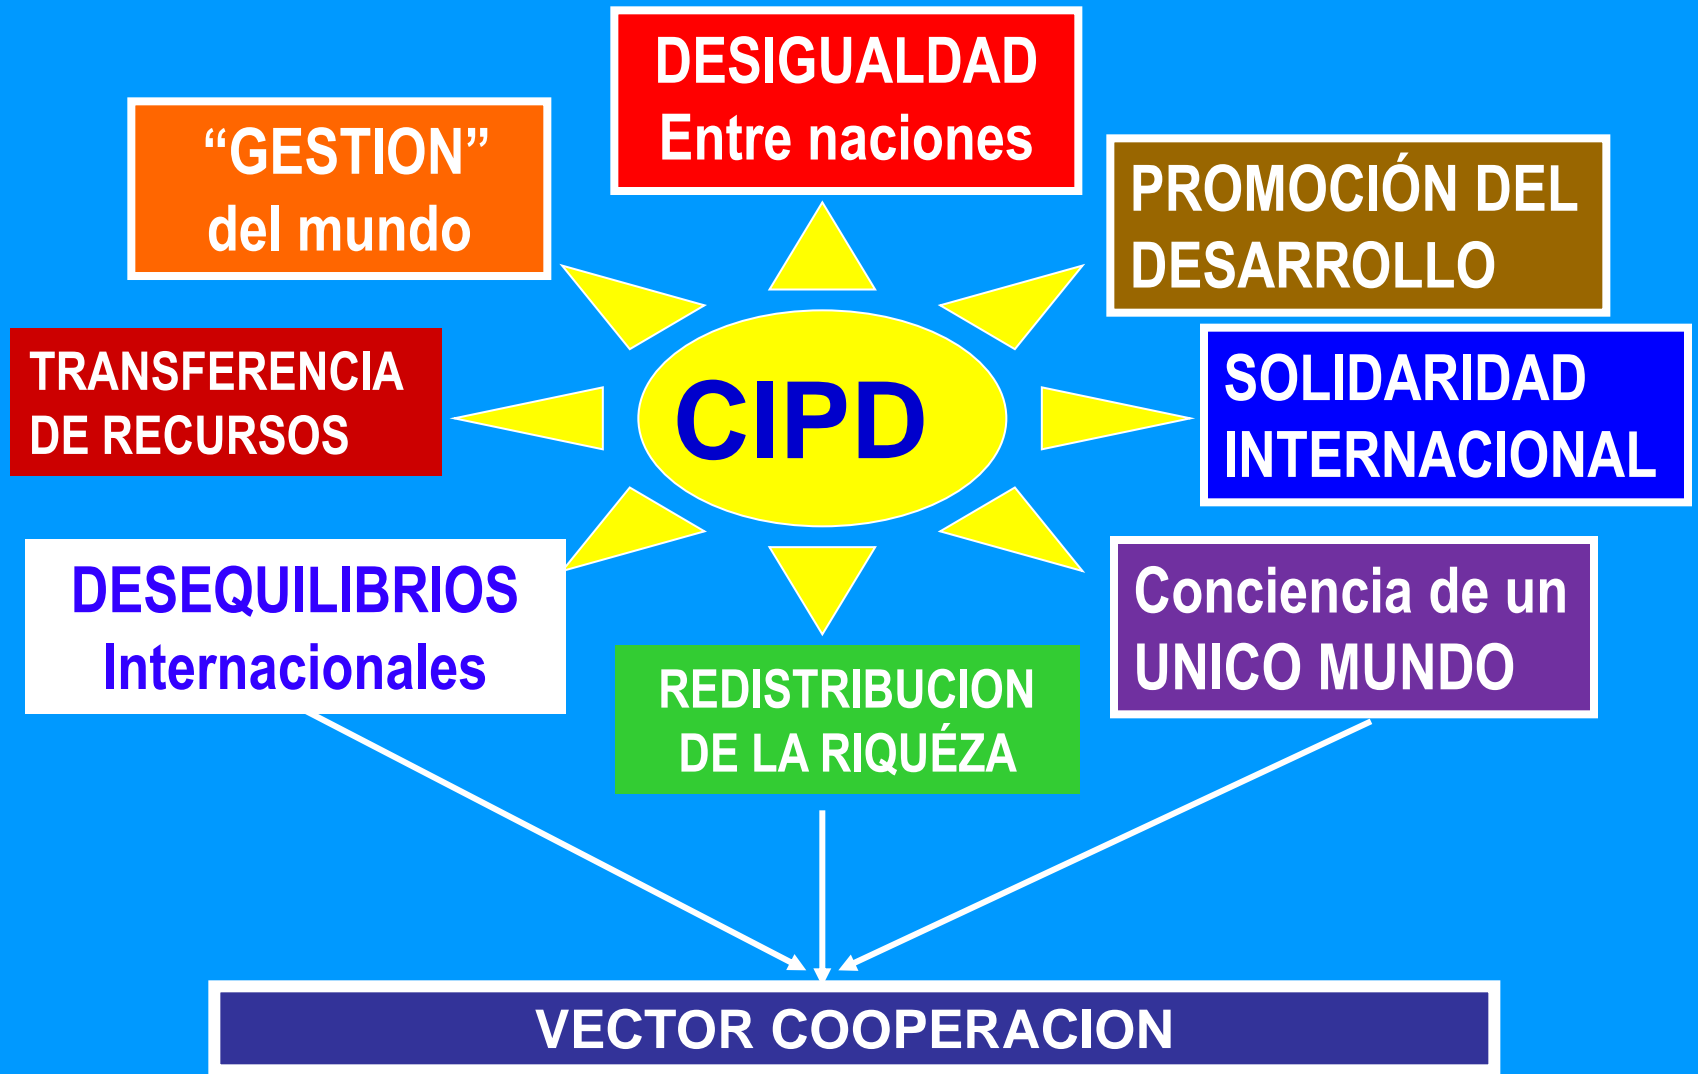 DESIGUALDAD
Entre naciones
“GESTION”
del mundo
PROMOCIÓN DEL
DESARROLLO
TRANSFERENCIA
DE RECURSOS
CIPD
SOLIDARIDAD
INTERNACIONAL
DESEQUILIBRIOS
Internacionales
Conciencia de un
UNICO MUNDO
REDISTRIBUCION
DE LA RIQUÉZA
VECTOR COOPERACION